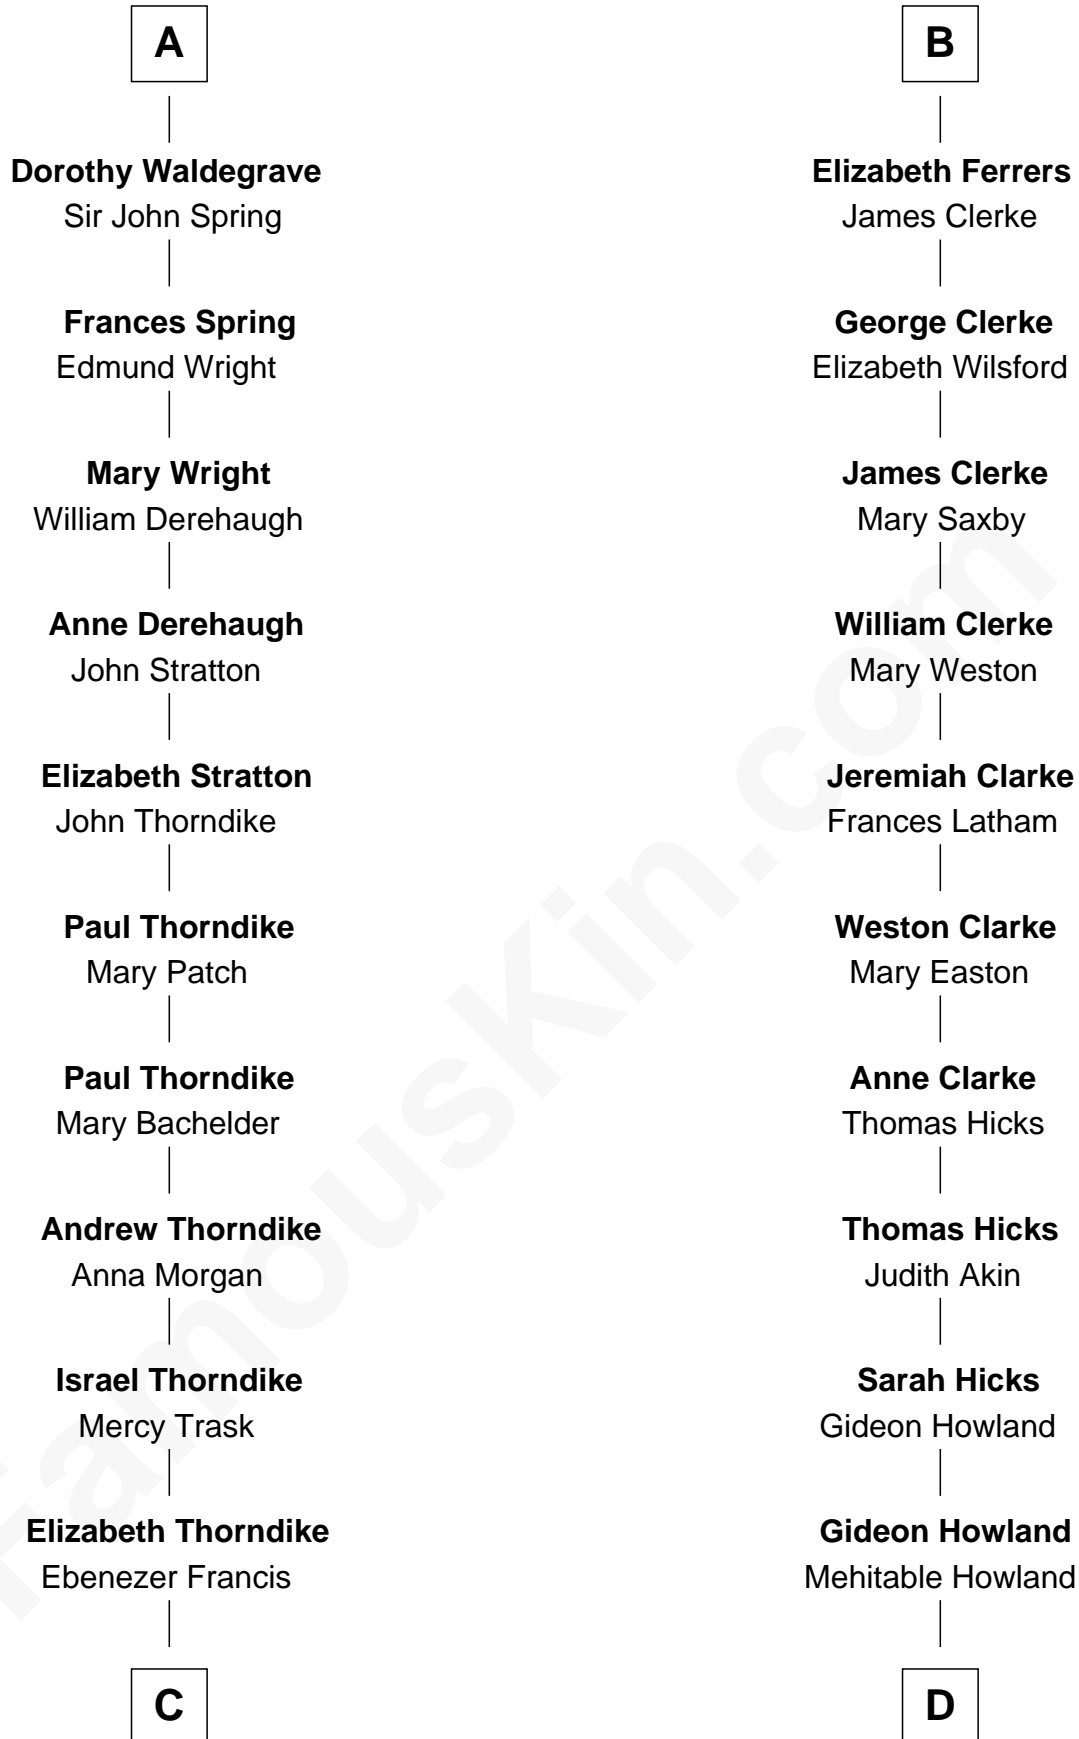 A
Dorothy Waldegrave
Sir John Spring
Frances Spring
Edmund Wright
Mary Wright
William Derehaugh
Anne Derehaugh
John Stratton
Elizabeth Stratton
John Thorndike
Paul Thorndike
Mary Patch
Paul Thorndike
Mary Bachelder
Andrew Thorndike
Anna Morgan
Israel Thorndike
Mercy Trask
Elizabeth Thorndike
Ebenezer Francis
C
B
Elizabeth Ferrers
James Clerke
George Clerke
Elizabeth Wilsford
James Clerke
Mary Saxby
William Clerke
Mary Weston
Jeremiah Clarke
Frances Latham
Weston Clarke
Mary Easton
Anne Clarke
Thomas Hicks
Thomas Hicks
Judith Akin
Sarah Hicks
Gideon Howland
Gideon Howland
Mehitable Howland
D
FamousKin.com